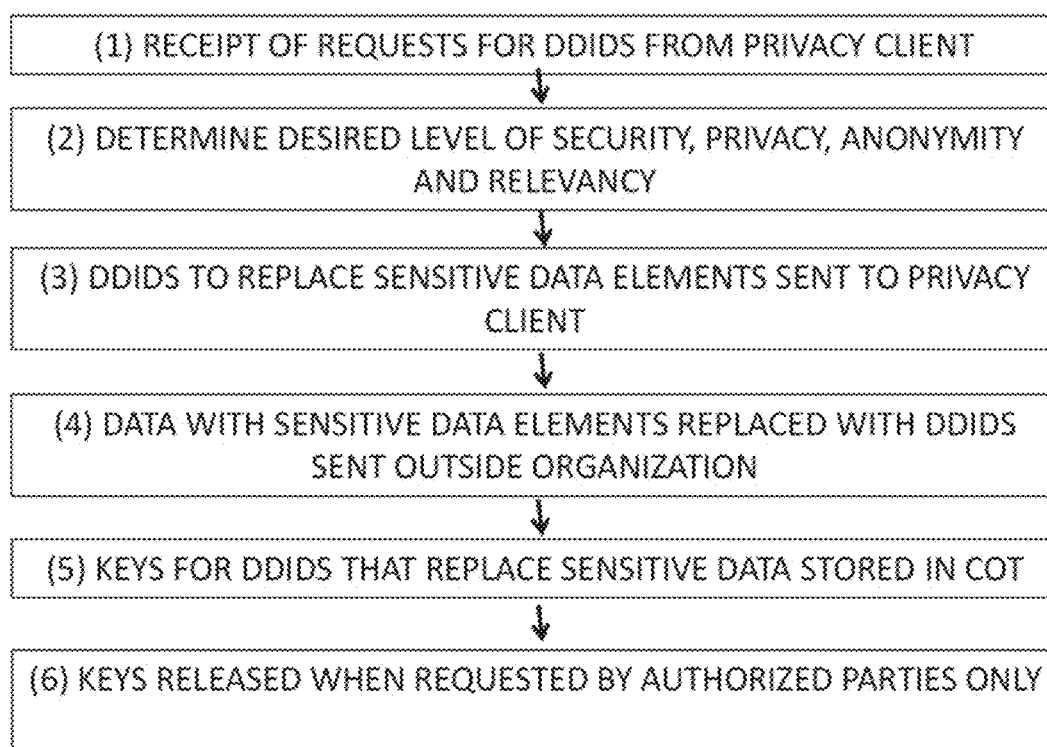 (1) RECEIPT OF REQUESTS FOR DDIDS FROM PRIVACY CLIENT
(2) DETERMINE DESIRED LEVEL OF SECURITY, PRIVACY, ANONYMITY
AND RELEVANCY
(3) DDIDS TO REPLACE SENSITIVE DATA ELEMENTS SENT TO PRIVACY
CLIENT
(4) DATA WITH SENSITIVE DATA ELEMENTS REPLACED WITH DDIDS
SENT OUTSIDE ORGANIZATION
(5) KEYS FOR DDIDS THAT REPLACE SENSITIVE DATA STORED IN COT
(6) KEYS RELEASED WHEN REQUESTED BY AUTHORIZED PARTIES ONLY